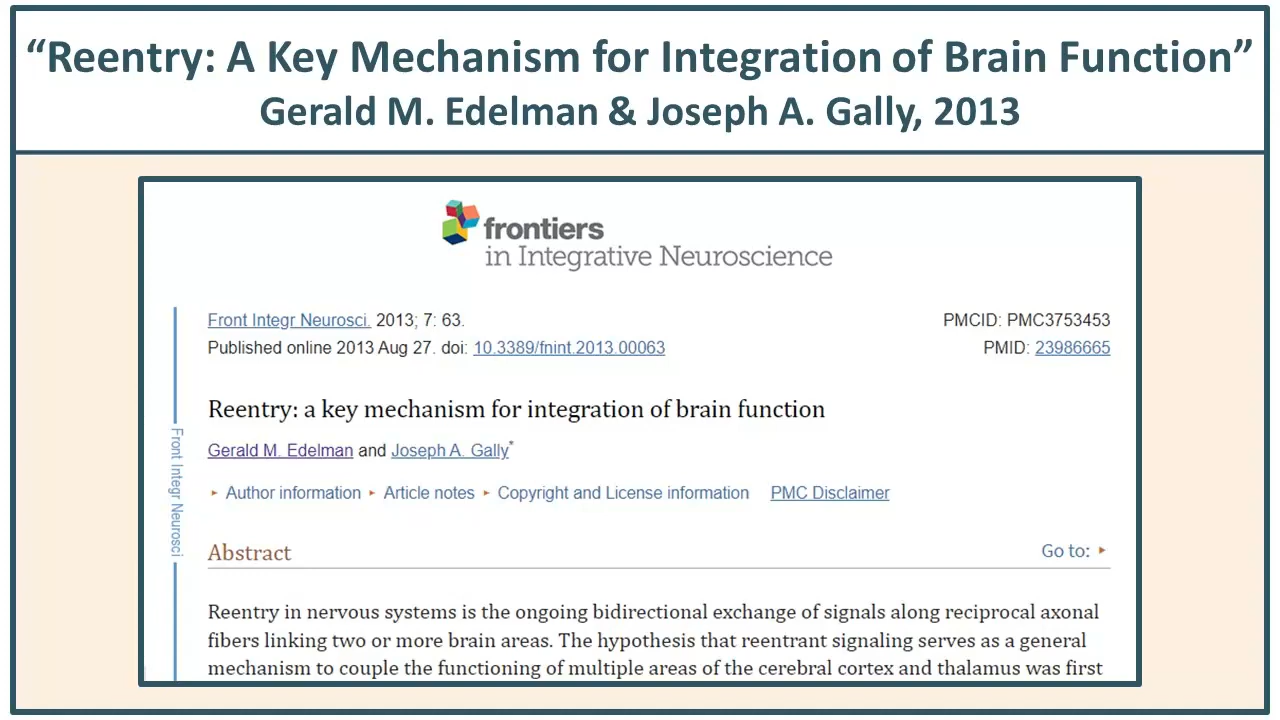 “Reentry: A Key Mechanism for Integration of Brain Function”
Gerald M. Edelman & Joseph A. Gally, 2013
frontiers
in Integrative Neuroscience
Front Integr Neurosci. 2013; 7: 63.
PMCID: PMC3753453
Published online 2013 Aug 27. doi: 10.3389/fnint.2013.00063
PMID: 23986665
Reentry: a key mechanism for integration of brain function
Gerald M. Edelman and Joseph A. Gally*
▸ Author information ▸ Article notes ▸ Copyright and License information PMC Disclaimer
Front Integr Neurosci
Abstract
Go to: ▸
Reentry in nervous systems is the ongoing bidirectional exchange of signals along reciprocal axonal
fibers linking two or more brain areas. The hypothesis that reentrant signaling serves as a general
mechanism to couple the functioning of multiple areas of the cerebral cortex and thalamus was first